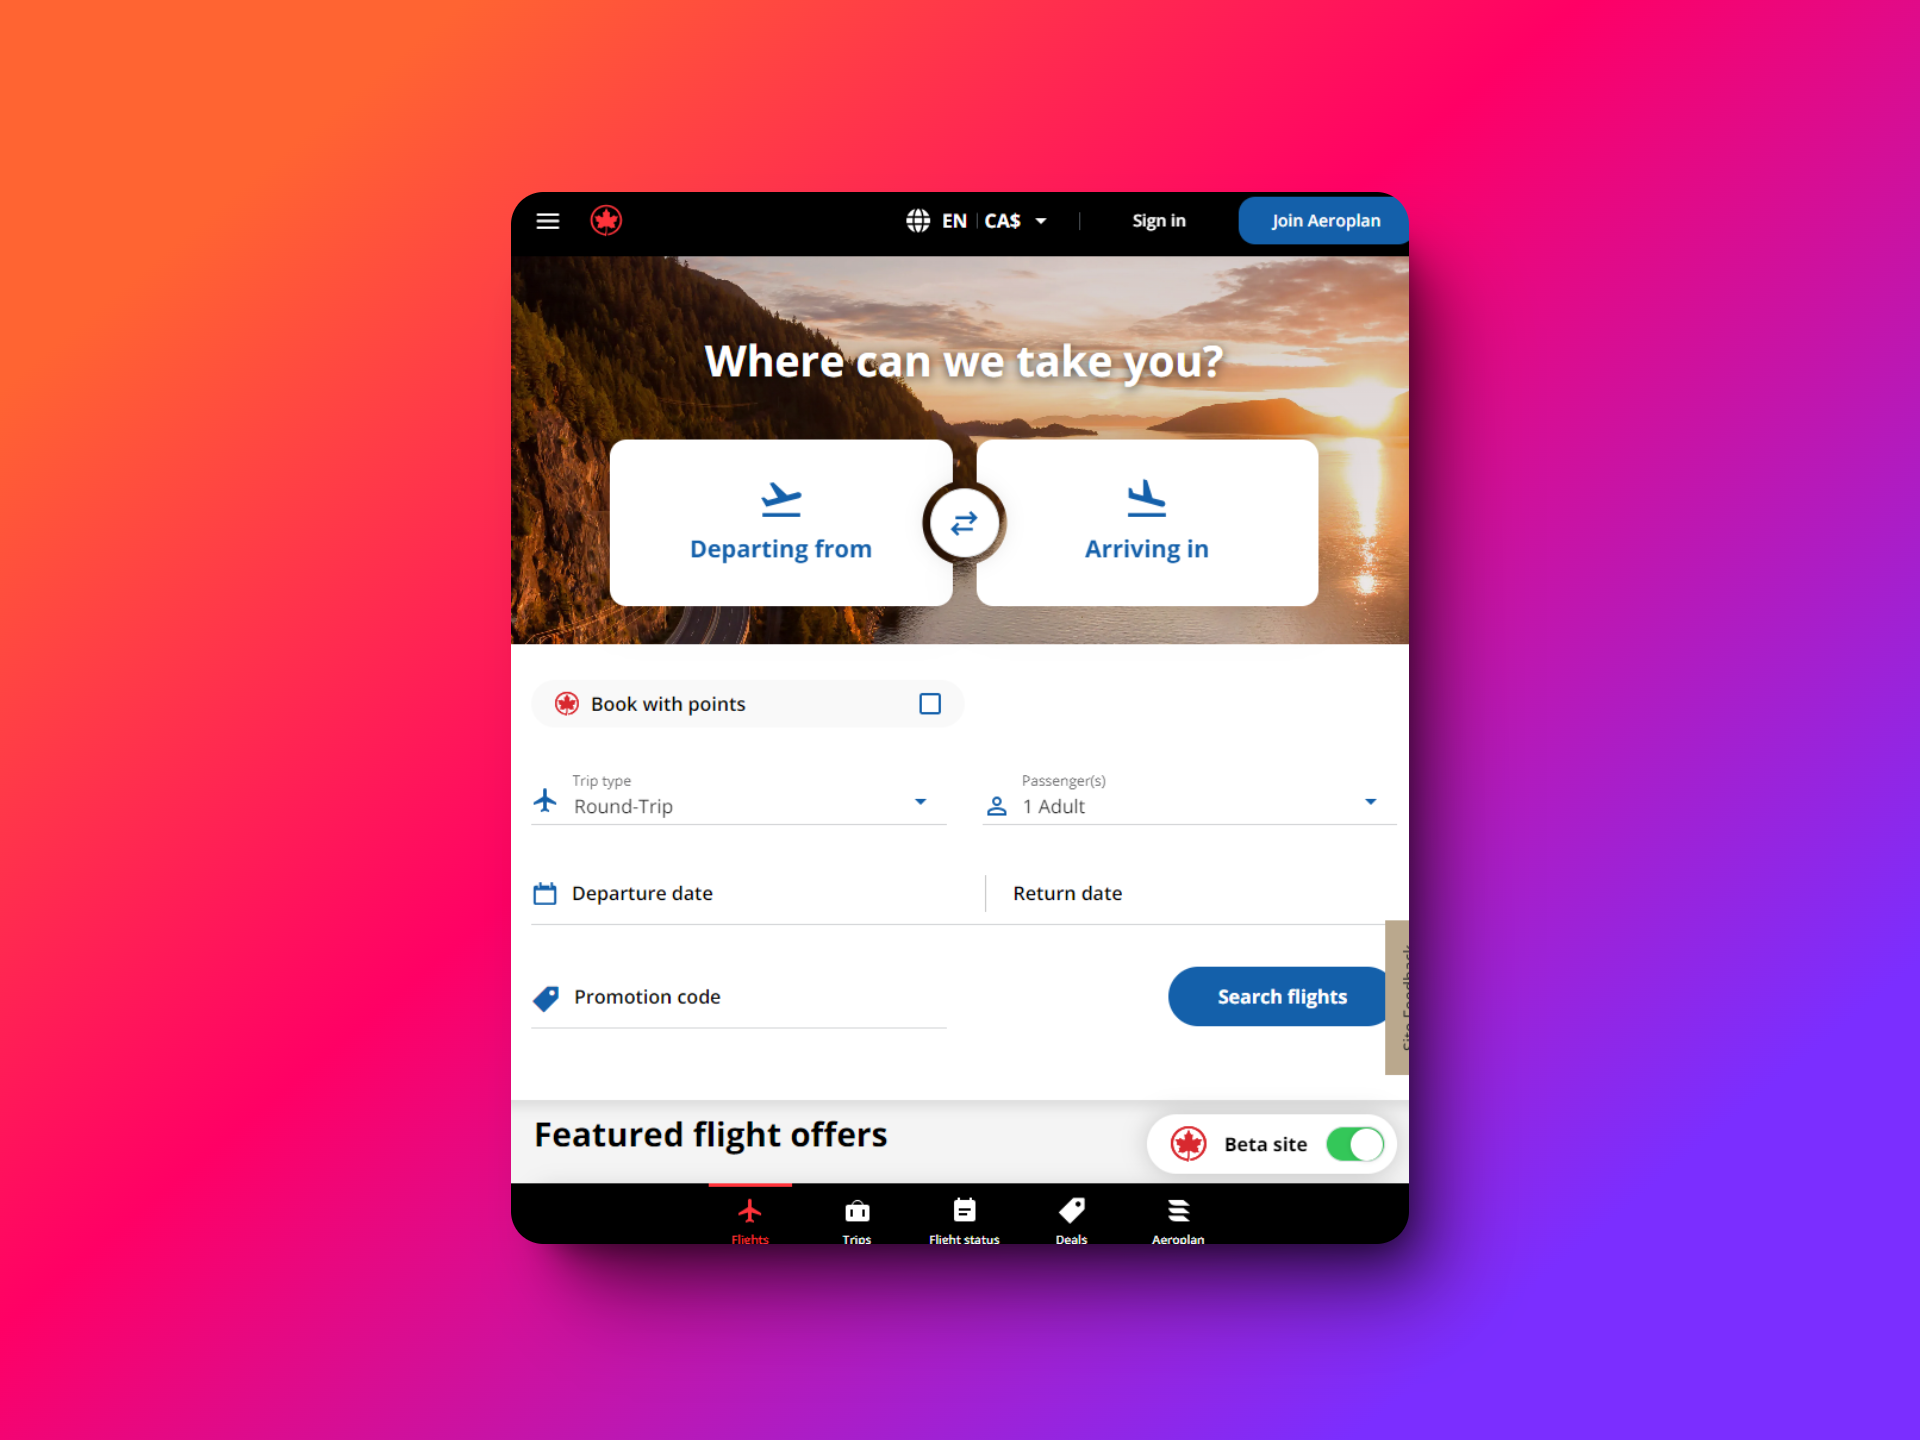 EN | CA$
Sign in
Join Aeroplan
Where can we take you?
Departing from
Arriving in
Book with points
Trip type
Round-Trip
Passenger(s)
1 Adult
Departure date
Return date
Promotion code
Search flights
Site Feedback
Featured flight offers
Beta site
Flights
Trips
Flight status
Deals
Aeroplan